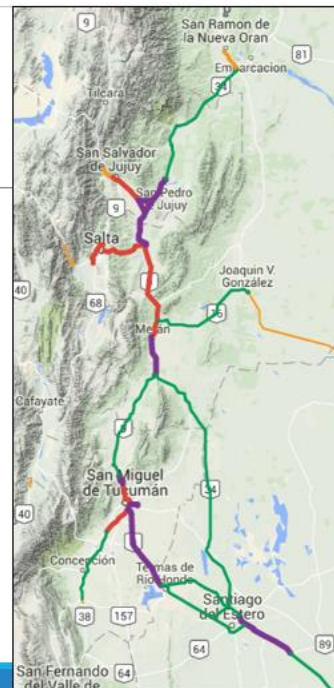 9
San Ramon de
la Nueva Oran
81
Embarcacion
34
Tilcara
San Salvador
de Jujuy
San Pedro
Jujuy
9
Salta
40
68
Joaquin V.
González
16
Metán
Cafayate
9
San Miguel
de Tucumán
34
40
Concepción
Termas de
Río Hondo
Santiago
del Estero
38
157
64
89
San Fernando
del Valle de
64